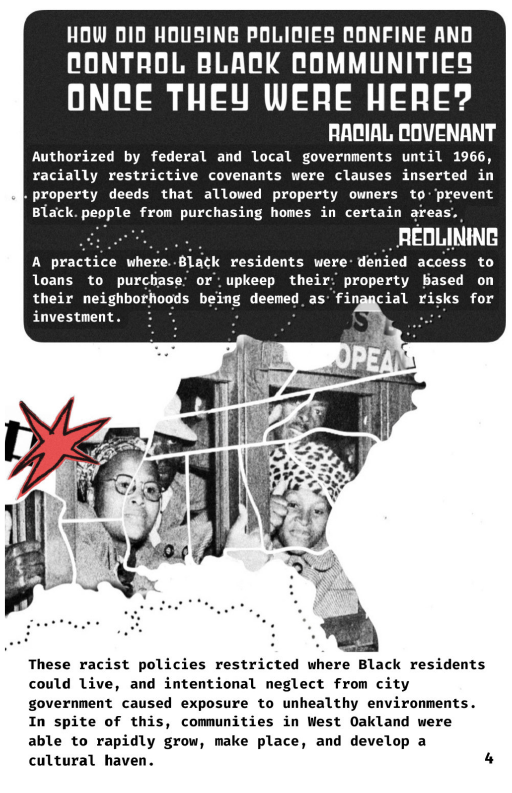 HOW DID HOUSING POLICIES CONFINE AND
CONTROL BLACK COMMUNITIES
ONCE THEY WERE HERE?
RACIAL COVENANT
Authorized by federal and local governments until 1966,
racially restrictive covenants were clauses inserted in
property deeds that allowed property owners to prevent
Black people from purchasing homes in certain areas.
REDLINING
A practice where Black residents were denied access to
loans to purchase or upkeep their property based on
their neighborhoods being deemed as financial risks for
investment.
OPEA
These racist policies restricted where Black residents
could live, and intentional neglect from city
government caused exposure to unhealthy environments.
In spite of this, communities in West Oakland were
able to rapidly grow, make place, and develop a
cultural haven.
4